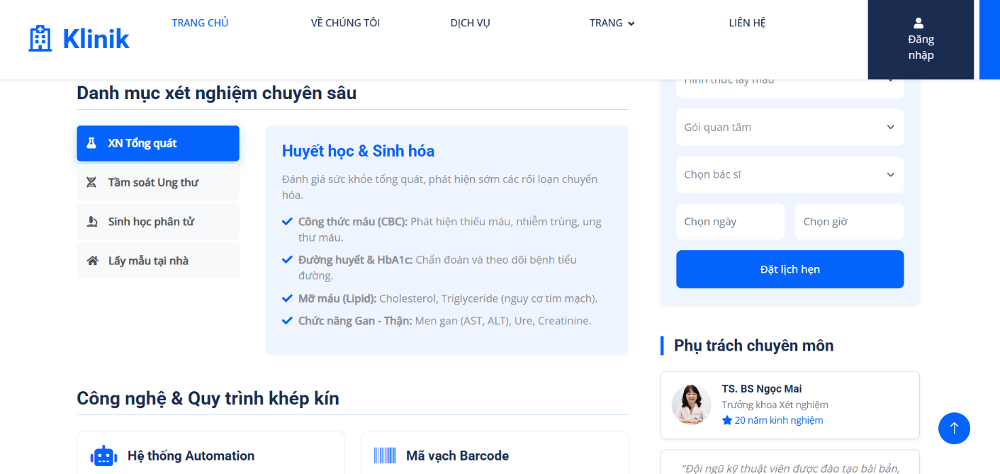 Klinik
TRANG CHỦ
VỀ CHÚNG TÔI
DỊCH VỤ
TRANG
LIÊN HỆ
Đăng
nhập
Danh mục xét nghiệm chuyên sâu
XN Tổng quát
Tầm soát Ung thư
Sinh học phân tử
Lấy mẫu tại nhà
Huyết học & Sinh hóa
Đánh giá sức khỏe tổng quát, phát hiện sớm các rối loạn chuyển
hóa.
Công thức máu (CBC): Phát hiện thiếu máu, nhiễm trùng, ung
thư máu.
Đường huyết & HbA1c: Chẩn đoán và theo dõi bệnh tiểu
đường.
Mỡ máu (Lipid): Cholesterol, Triglyceride (nguy cơ tim mạch).
Chức năng Gan - Thận: Men gan (AST, ALT), Ure, Creatinine.
Hình thức lấy mẫu
Gói quan tâm
Chọn bác sĩ
Chọn ngày
Chọn giờ
Đặt lịch hẹn
Phụ trách chuyên môn
TS. BS Ngọc Mai
Trưởng khoa Xét nghiệm
20 năm kinh nghiệm
"Đội ngũ kỹ thuật viên được đào tạo bài bản,
Công nghệ & Quy trình khép kín
Hệ thống Automation
Mã vạch Barcode